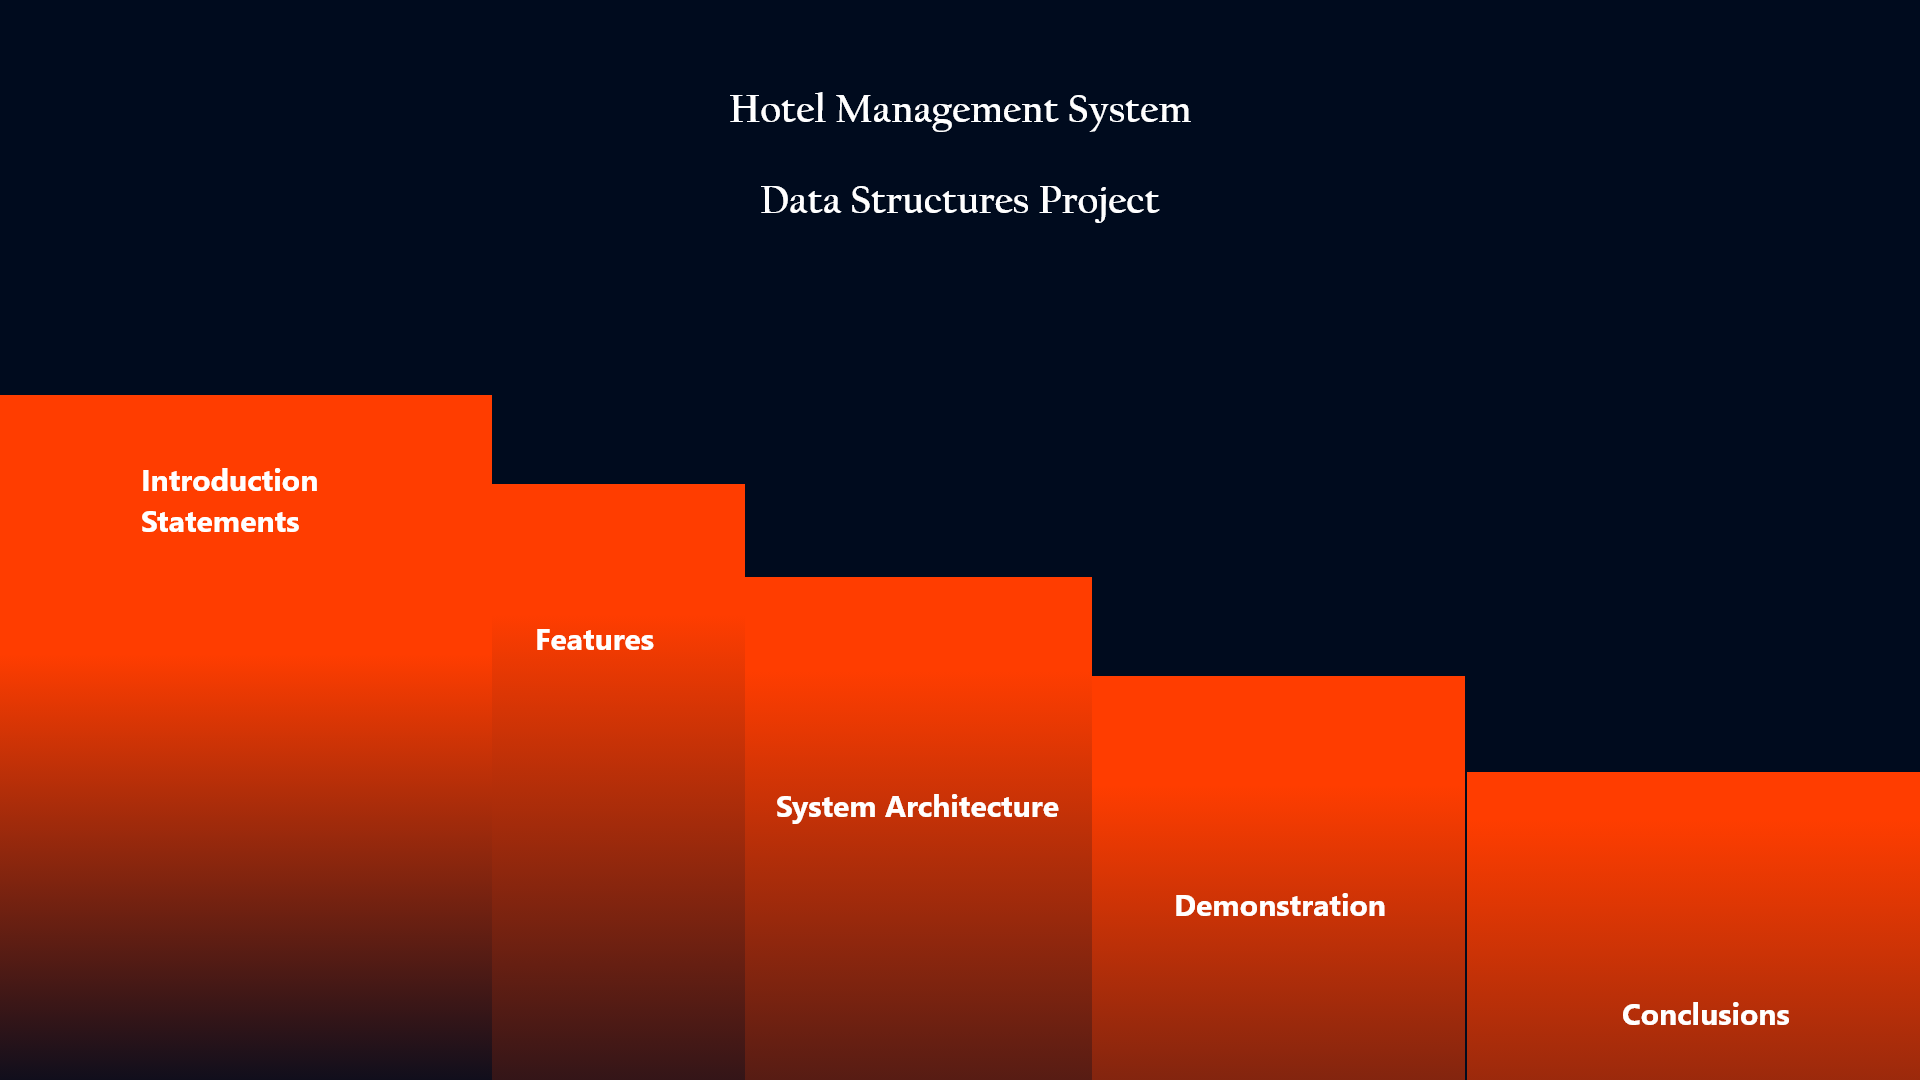 Hotel Management System
Data Structures Project
Introduction
Statements
Features
System Architecture
Demonstration
Conclusions